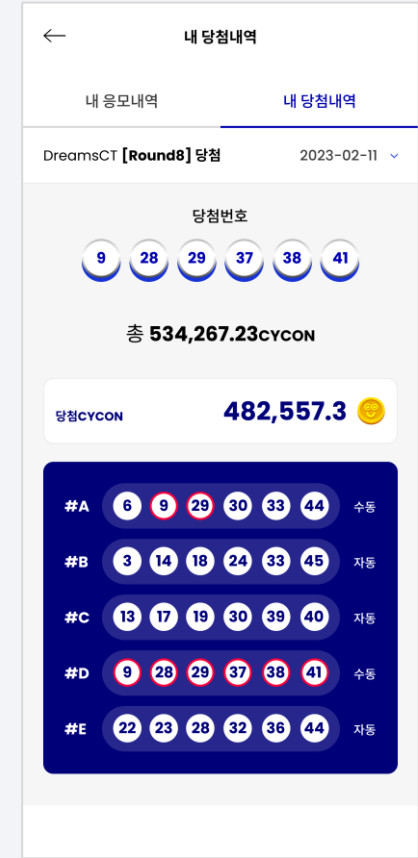 내 당첨내역
내 응모내역 내 당첨내역
DreamsCT [Round8] 당첨 2023-02-11
당첨번호
9 28 29 37 38 41
총 534,267.23CYCON
당첨CYCON 482,557.3
#A 6 9 29 30 33 44 수동
#B 3 14 18 24 33 45 자동
#C 13 17 19 30 39 40 자동
#D 9 28 29 37 38 41 수동
#E 22 23 28 32 36 44 자동